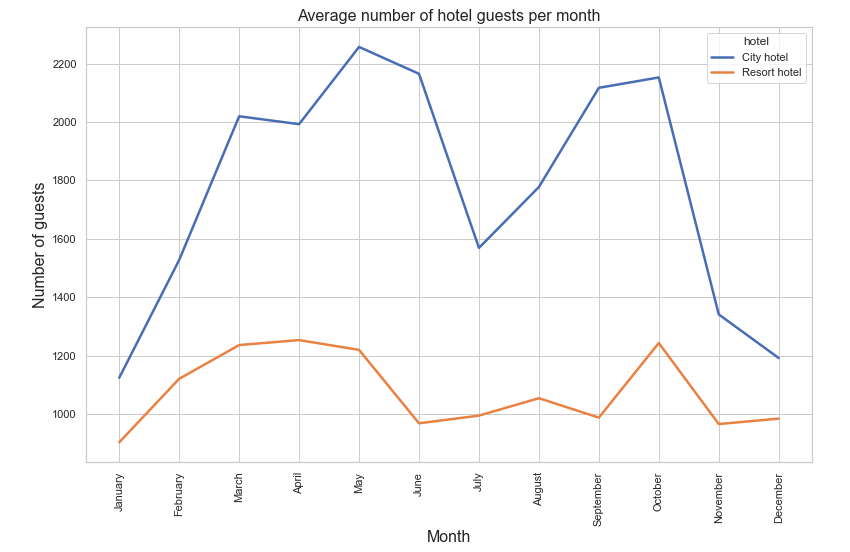 Average number of hotel guests per month
hotel
City hotel
Resort hotel
Number of guests
2200
2000
1800
1600
1400
1200
1000
January
February
March
April
May
June
July
August
September
October
November
December
Month